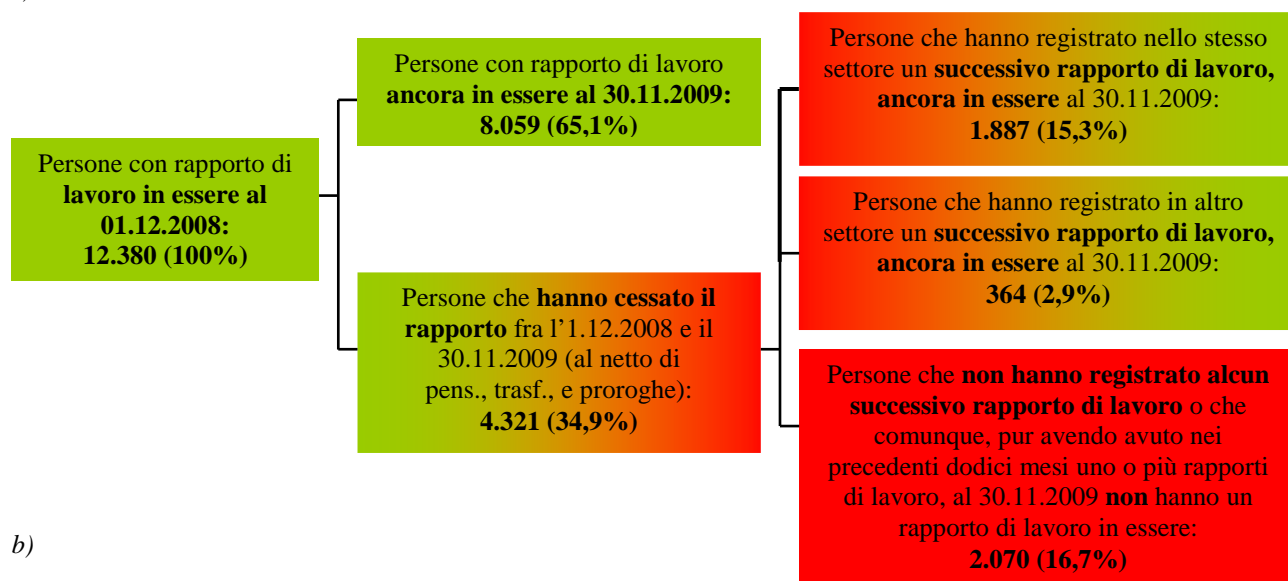 Persone con rapporto di
lavoro in essere al
01.12.2008:
12.380 (100%)
Persone con rapporto di lavoro
ancora in essere al 30.11.2009:
8.059 (65,1%)
Persone che hanno cessato il
rapporto fra l'1.12.2008 e il
30.11.2009 (al netto di
pens., trasf., e proroghe):
4.321 (34,9%)
Persone che hanno registrato nello stesso
settore un successivo rapporto di lavoro,
ancora in essere al 30.11.2009:
1.887 (15,3%)
Persone che hanno registrato in altro
settore un successivo rapporto di lavoro,
ancora in essere al 30.11.2009:
364 (2,9%)
Persone che non hanno registrato alcun
successivo rapporto di lavoro o che
comunque, pur avendo avuto nei
precedenti dodici mesi uno o più rapporti
di lavoro, al 30.11.2009 non hanno un
rapporto di lavoro in essere:
2.070 (16,7%)
b)